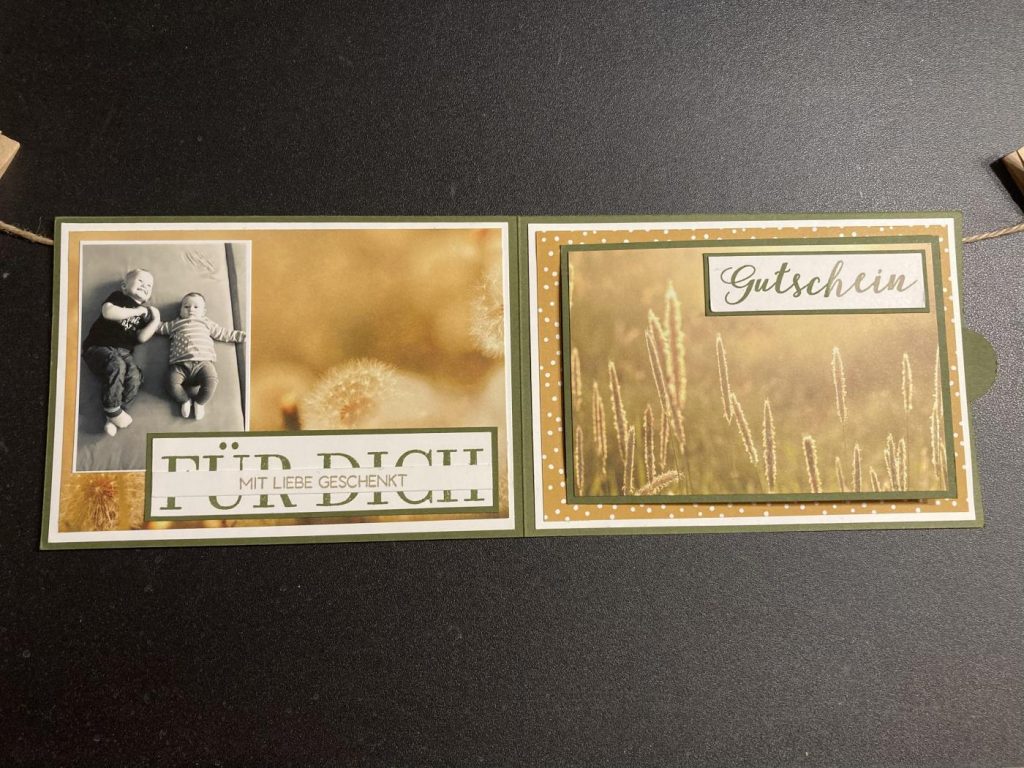 FÜR DICH
MIT LIEBE GESCHENKT
Gutschein